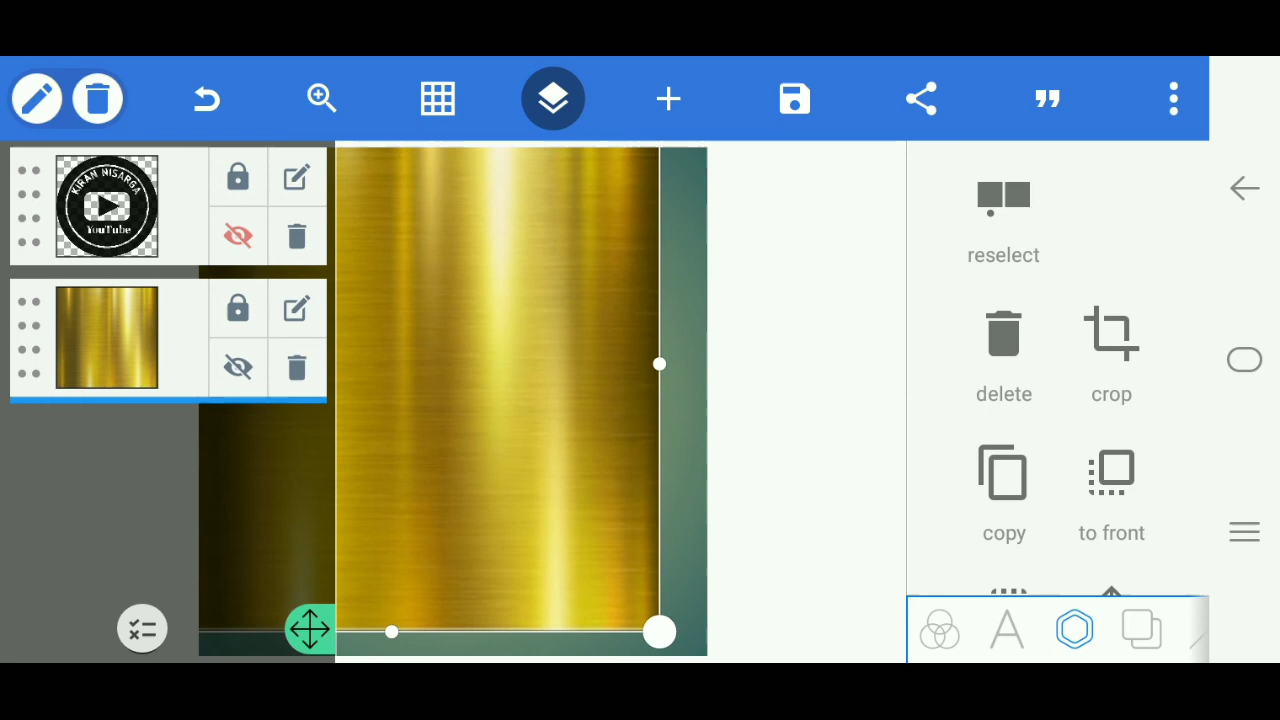 KIRAN NISARGA
YouTube
reselect
delete
crop
copy
to front